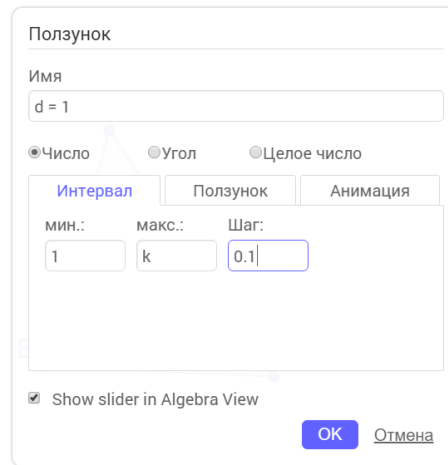 Ползунок
Имя
d = 1
Число Угол Целое число
Интервал Ползунок Анимация
мин.: макс.: Шаг:
1 k 0.1
Show slider in Algebra View
OK Отмена